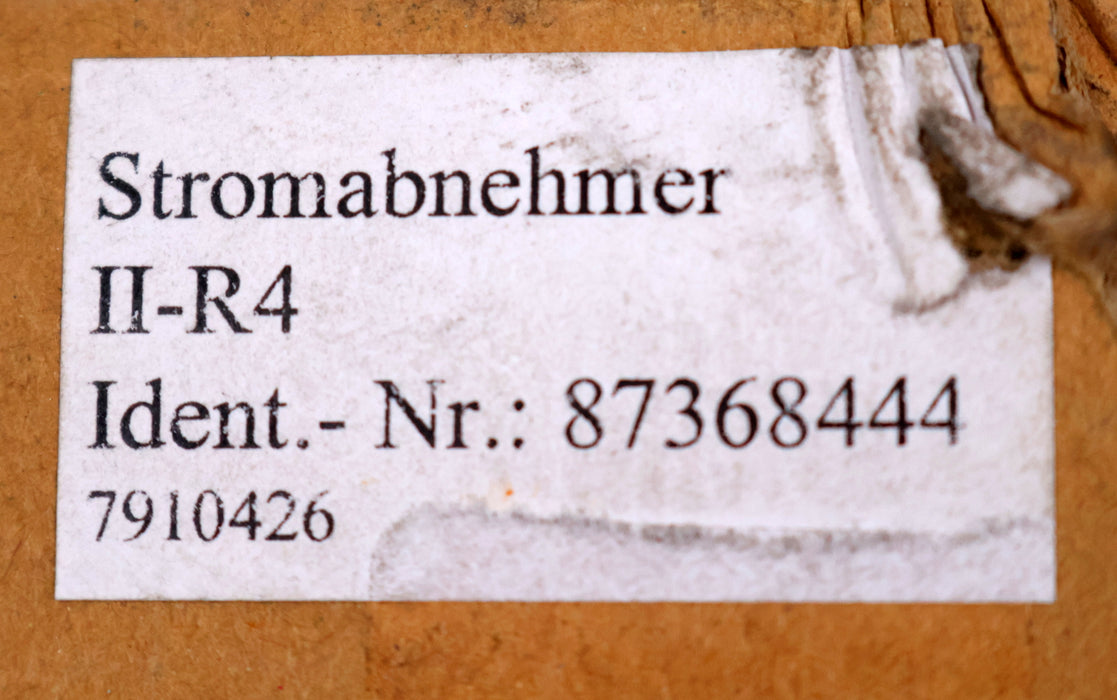 Stromabnehmer
II-R4
Ident.- Nr.: 87368444
7910426